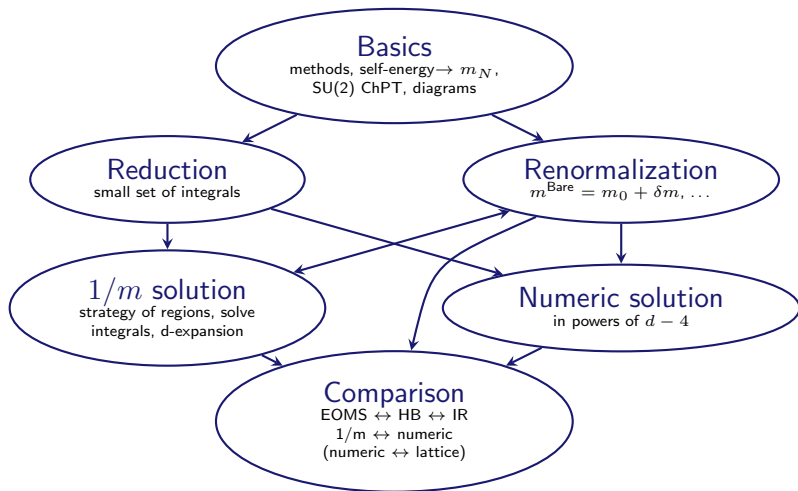 Basics
methods, self-energy→ m_N,
SU(2) ChPT, diagrams
Reduction
small set of integrals
Renormalization
m^Bare = m_0 + δm, …
1/m solution
strategy of regions, solve
integrals, d-expansion
Numeric solution
in powers of d − 4
Comparison
EOMS ↔ HB ↔ IR
1/m ↔ numeric
(numeric ↔ lattice)